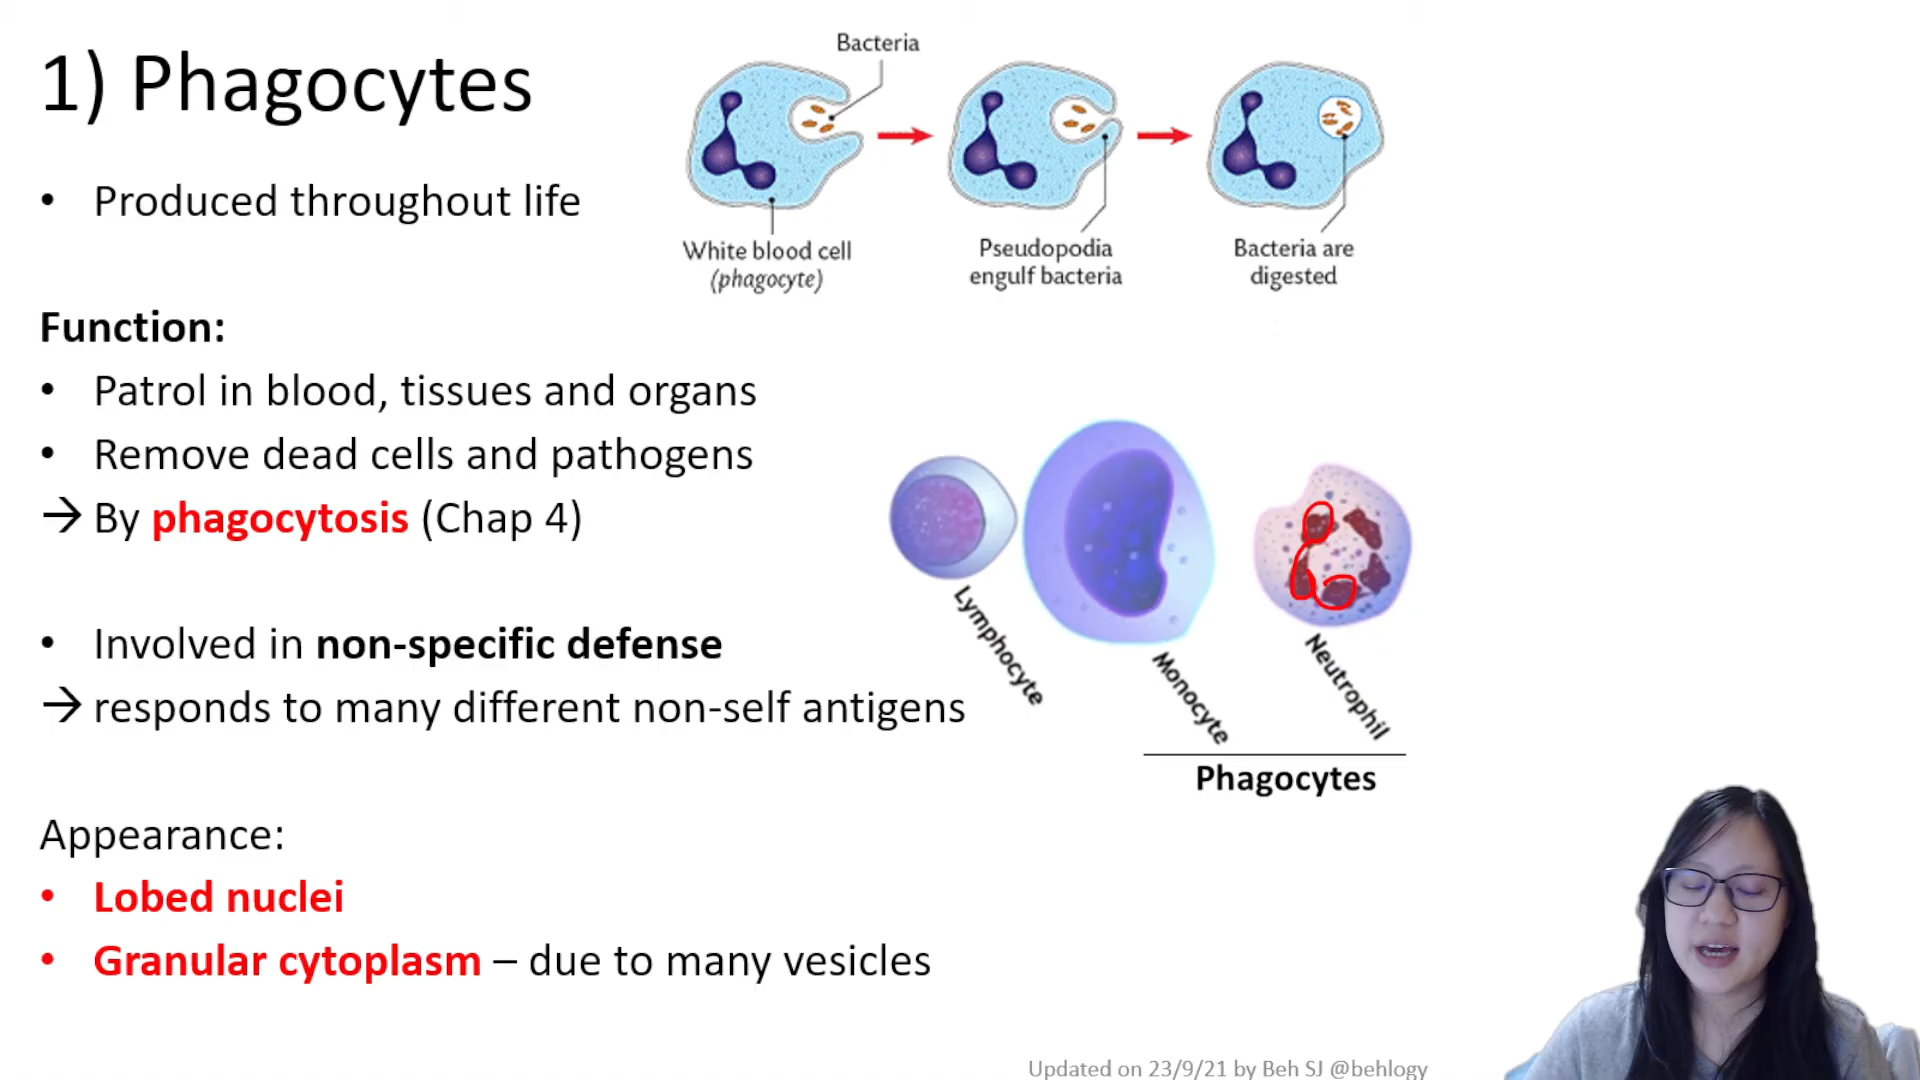 1) Phagocytes
• Produced throughout life
Function:
• Patrol in blood, tissues and organs
• Remove dead cells and pathogens
→ By phagocytosis (Chap 4)
• Involved in non-specific defense
→ responds to many different non-self antigens
Appearance:
• Lobed nuclei
• Granular cytoplasm – due to many vesicles
Bacteria
White blood cell
(phagocyte)
Pseudopodia
engulf bacteria
Bacteria are
digested
Lymphocyte
Monocyte
Neutrophil
Phagocytes
Updated on 23/9/21 by Beh SJ @behlogy